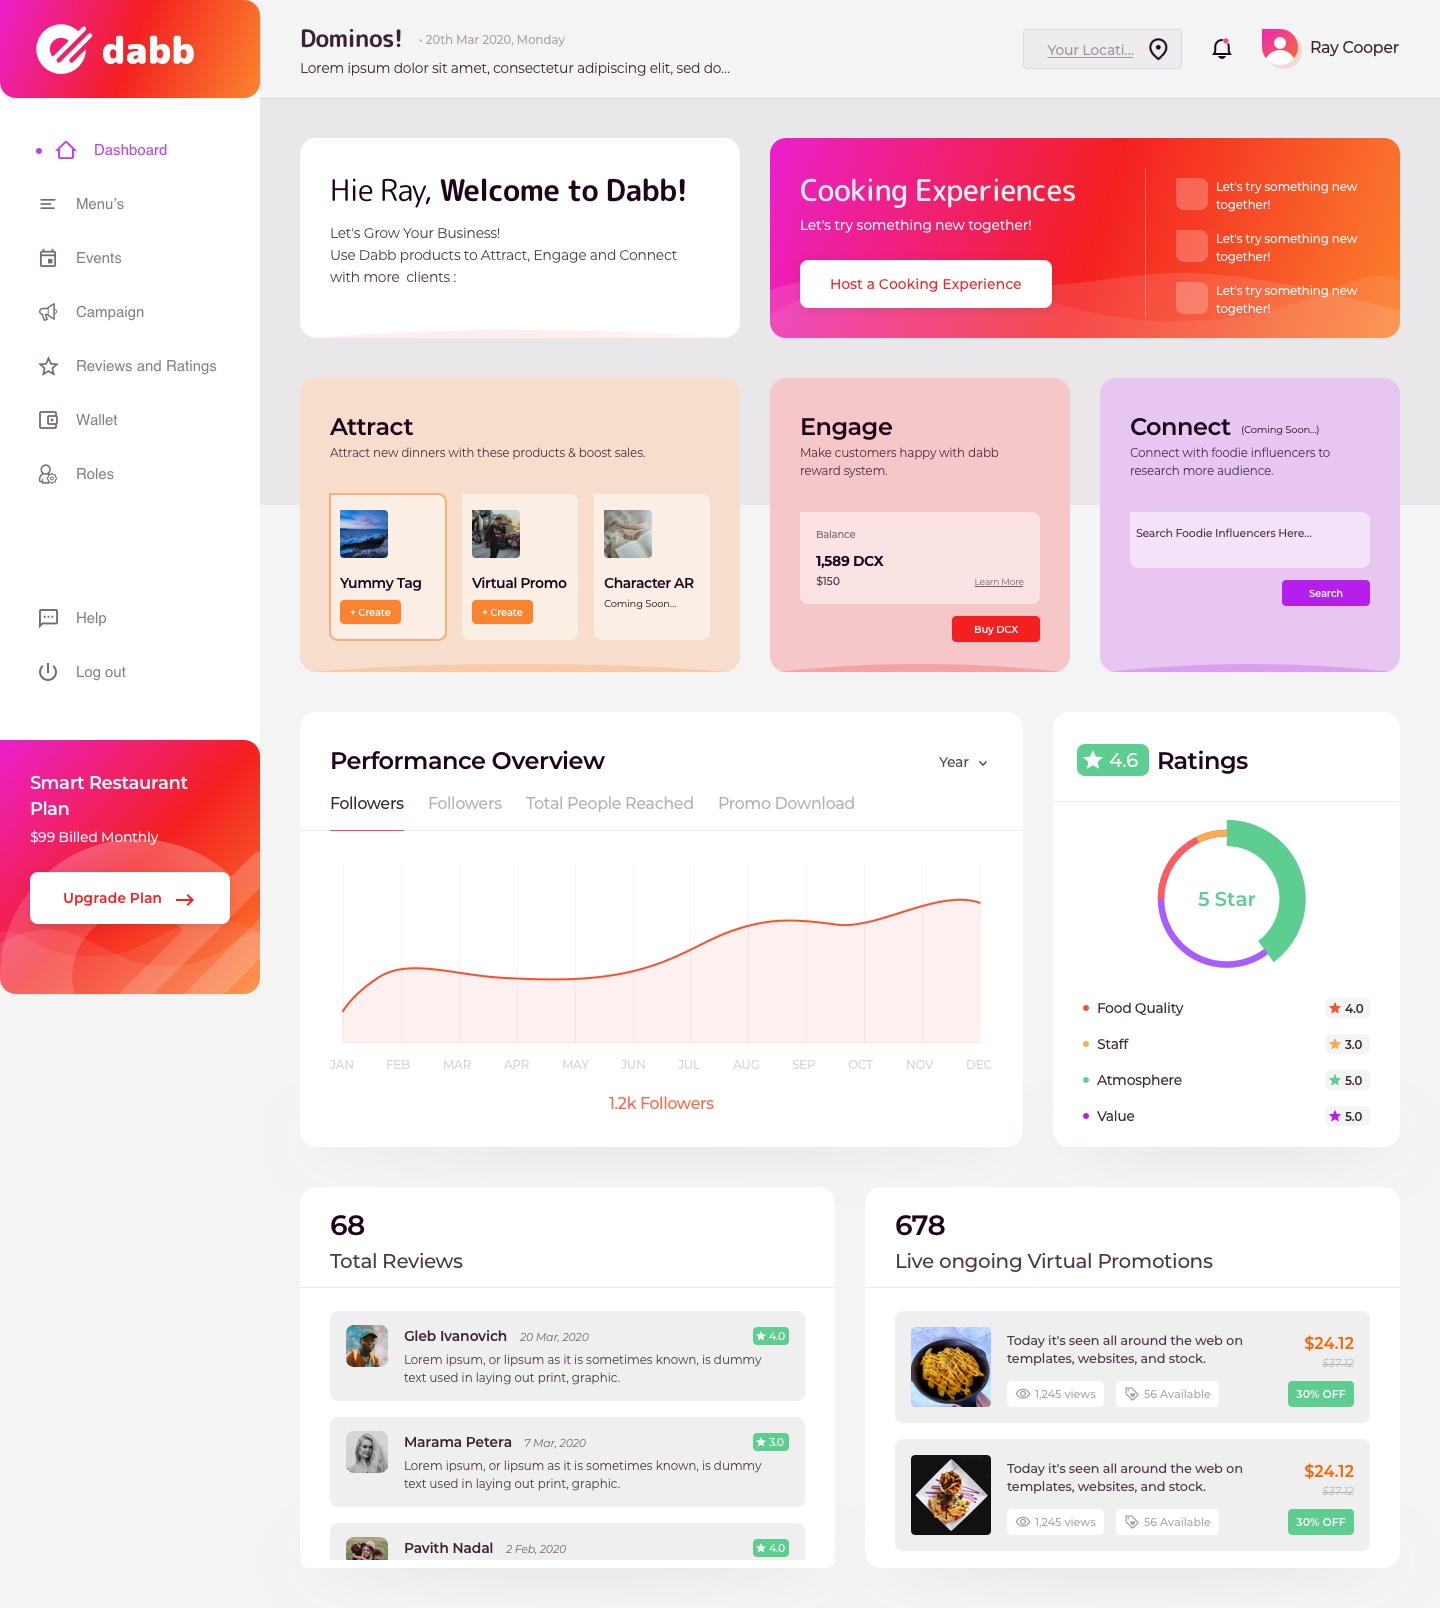 dabb
Dashboard
Menu's
Events
Campaign
Reviews and Ratings
Wallet
Roles
Help
Log out
Smart Restaurant
Plan
$99 Billed Monthly
Upgrade Plan
Dominos!
• 20th Mar 2020, Monday
Lorem ipsum dolor sit amet, consectetur adipiscing elit, sed do...
Your Locati...
Ray Cooper
Hie Ray, Welcome to Dabb!
Let's Grow Your Business!
Use Dabb products to Attract, Engage and Connect
with more clients :
Cooking Experiences
Let's try something new together!
Host a Cooking Experience
Let's try something new
together!
Let's try something new
together!
Let's try something new
together!
Attract
Attract new dinners with these products & boost sales.
Yummy Tag
+ Create
Virtual Promo
+ Create
Character AR
Coming Soon...
Engage
Make customers happy with dabb
reward system.
Balance
1,589 DCX
$150
Learn More
Buy DCX
Connect (Coming Soon...)
Connect with foodie influencers to
research more audience.
Search Foodie Influencers Here...
Search
Performance Overview
Year
Followers Followers Total People Reached Promo Download
JAN FEB MAR APR MAY JUN JUL AUG SEP OCT NOV DEC
1.2k Followers
4.6 Ratings
5 Star
Food Quality 4.0
Staff 3.0
Atmosphere 5.0
Value 5.0
68
Total Reviews
Gleb Ivanovich 20 Mar, 2020 4.0
Lorem ipsum, or lipsum as it is sometimes known, is dummy
text used in laying out print, graphic.
Marama Petera 7 Mar, 2020 3.0
Lorem ipsum, or lipsum as it is sometimes known, is dummy
text used in laying out print, graphic.
Pavith Nadal 2 Feb, 2020 4.0
678
Live ongoing Virtual Promotions
Today it's seen all around the web on
templates, websites, and stock.
$24.12
$37.12
1,245 views 56 Available 30% OFF
Today it's seen all around the web on
templates, websites, and stock.
$24.12
$37.12
1,245 views 56 Available 30% OFF